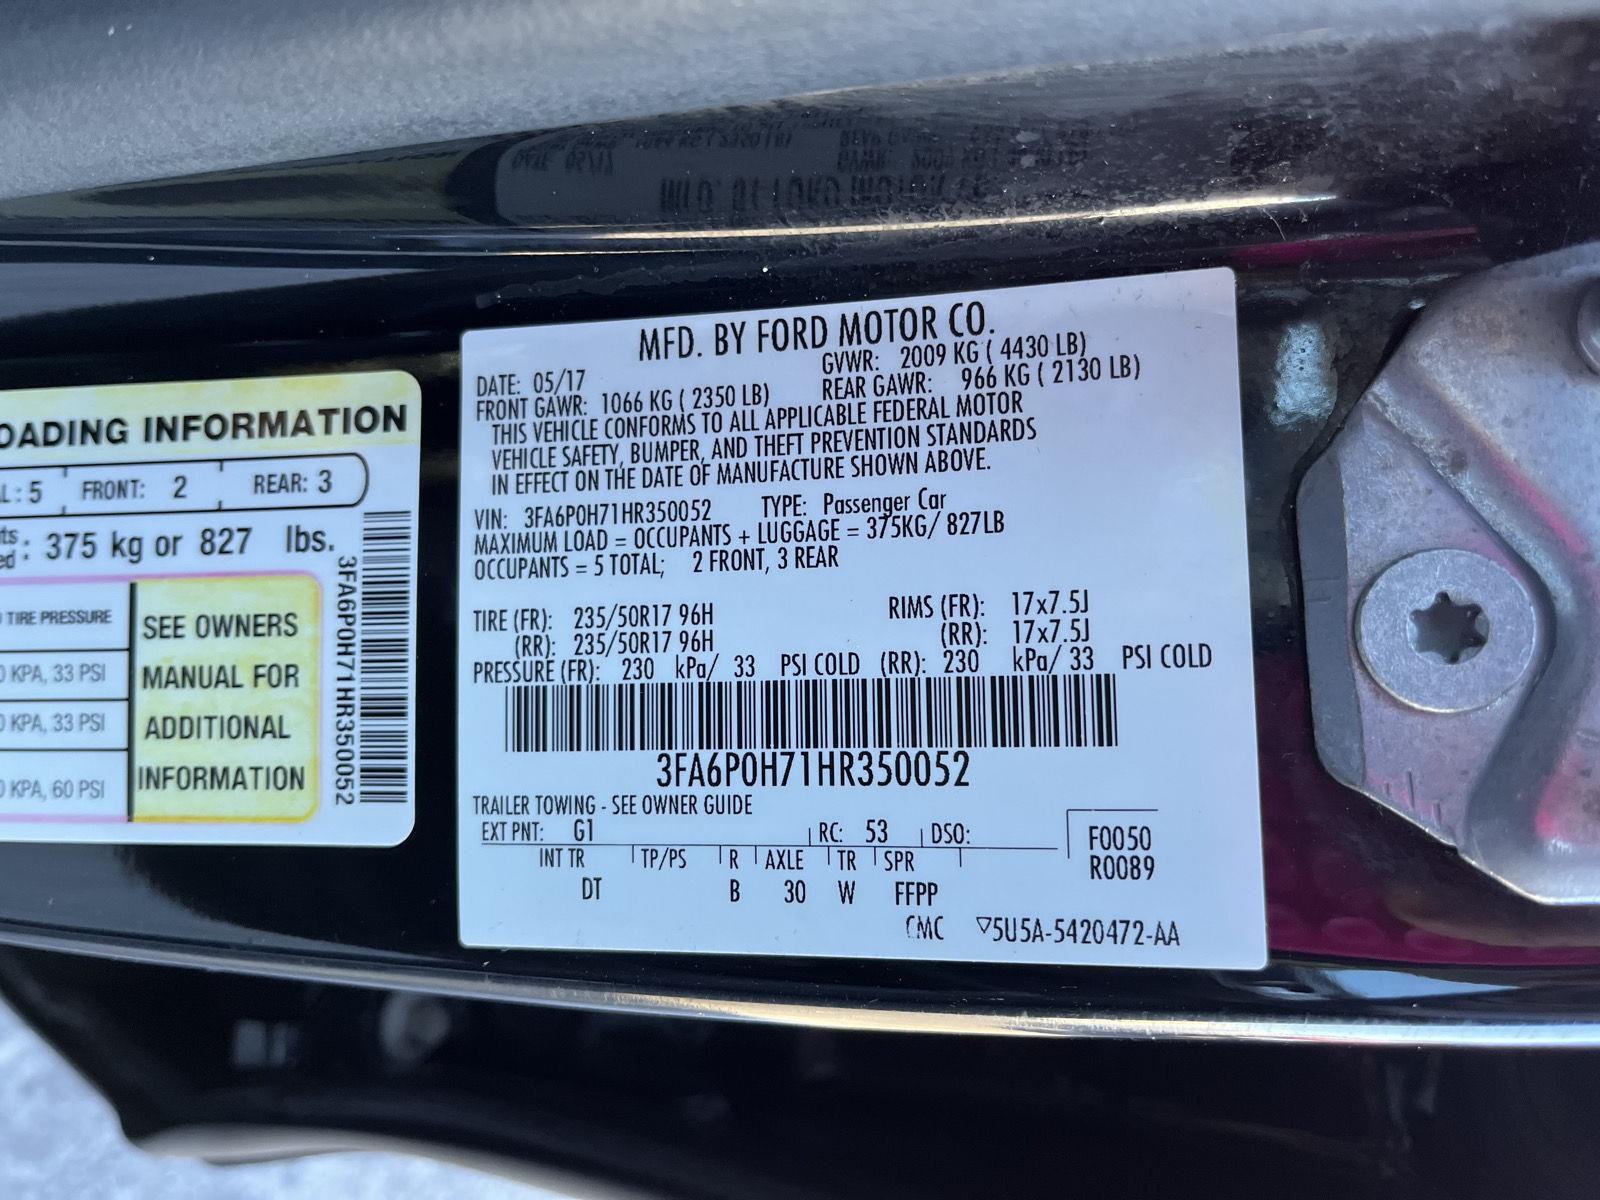 OADING INFORMATION
L: 5 FRONT: 2 REAR: 3
ts
ed : 375 kg or 827 lbs.
TIRE PRESSURE
0 KPA, 33 PSI
0 KPA, 33 PSI
0 KPA, 60 PSI
SEE OWNERS
MANUAL FOR
ADDITIONAL
INFORMATION
3FA6P0H71HR350052
MFD. BY FORD MOTOR CO.
DATE: 05/17 GVWR: 2009 KG ( 4430 LB)
FRONT GAWR: 1066 KG ( 2350 LB) REAR GAWR: 966 KG ( 2130 LB)
THIS VEHICLE CONFORMS TO ALL APPLICABLE FEDERAL MOTOR
VEHICLE SAFETY, BUMPER, AND THEFT PREVENTION STANDARDS
IN EFFECT ON THE DATE OF MANUFACTURE SHOWN ABOVE.
VIN: 3FA6P0H71HR350052 TYPE: Passenger Car
MAXIMUM LOAD = OCCUPANTS + LUGGAGE = 375KG/ 827LB
OCCUPANTS = 5 TOTAL; 2 FRONT, 3 REAR
TIRE (FR): 235/50R17 96H RIMS (FR): 17x7.5J
(RR): 235/50R17 96H (RR): 17x7.5J
PRESSURE (FR): 230 kPa/ 33 PSI COLD (RR): 230 kPa/ 33 PSI COLD
3FA6P0H71HR350052
TRAILER TOWING - SEE OWNER GUIDE
EXT PNT: G1 RC: 53 DSO:
INT TR TP/PS R AXLE TR SPR
DT B 30 W FFPP
F0050
R0089
CMC ▽5U5A-5420472-AA